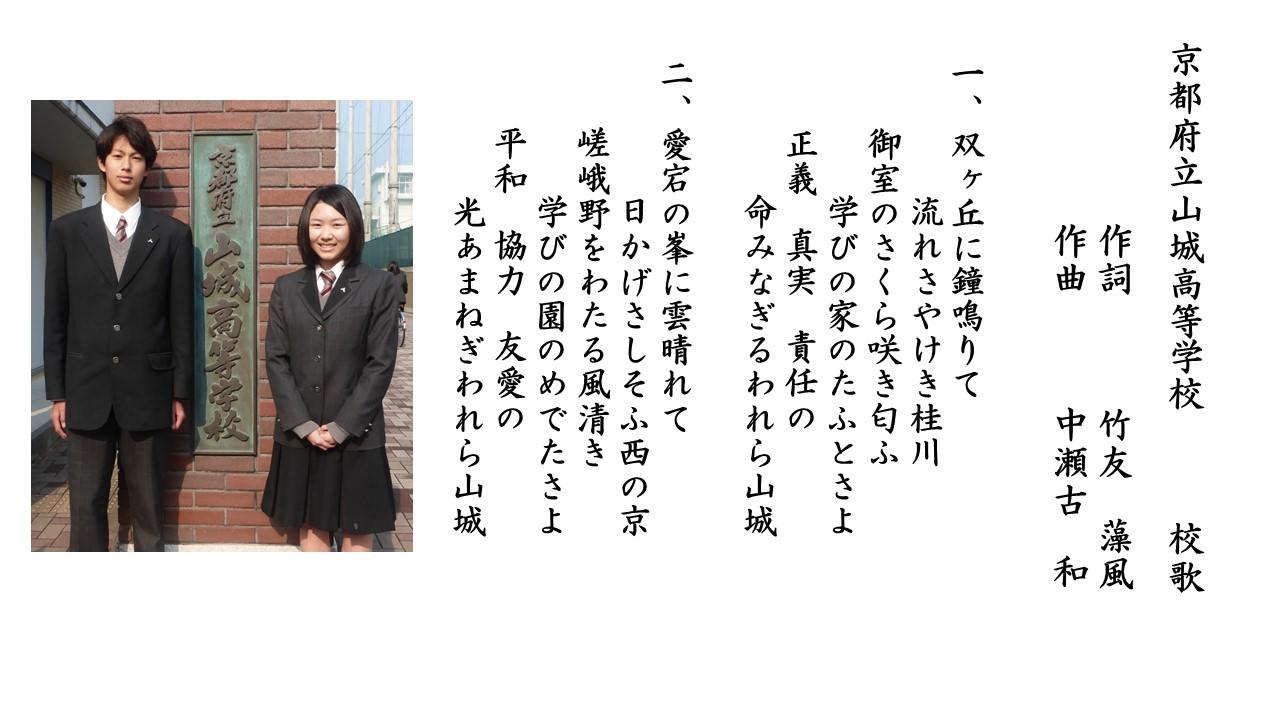 京都府立山城高等学校　校歌
作詞　竹友　藻風
作曲　中瀬古　和
一、双ヶ丘に鐘鳴りて
流れさやけき桂川
御室のさくら咲き匂ふ
学びの家のたふとさよ
正義　真実　責任の
命みなぎるわれら山城
二、愛宕の峯に雲晴れて
日かげさしそふ西の京
嵯峨野をわたる風清き
学びの園のめでたさよ
平和　協力　友愛の
光あまねぎわれら山城
京都府立山城高等学校